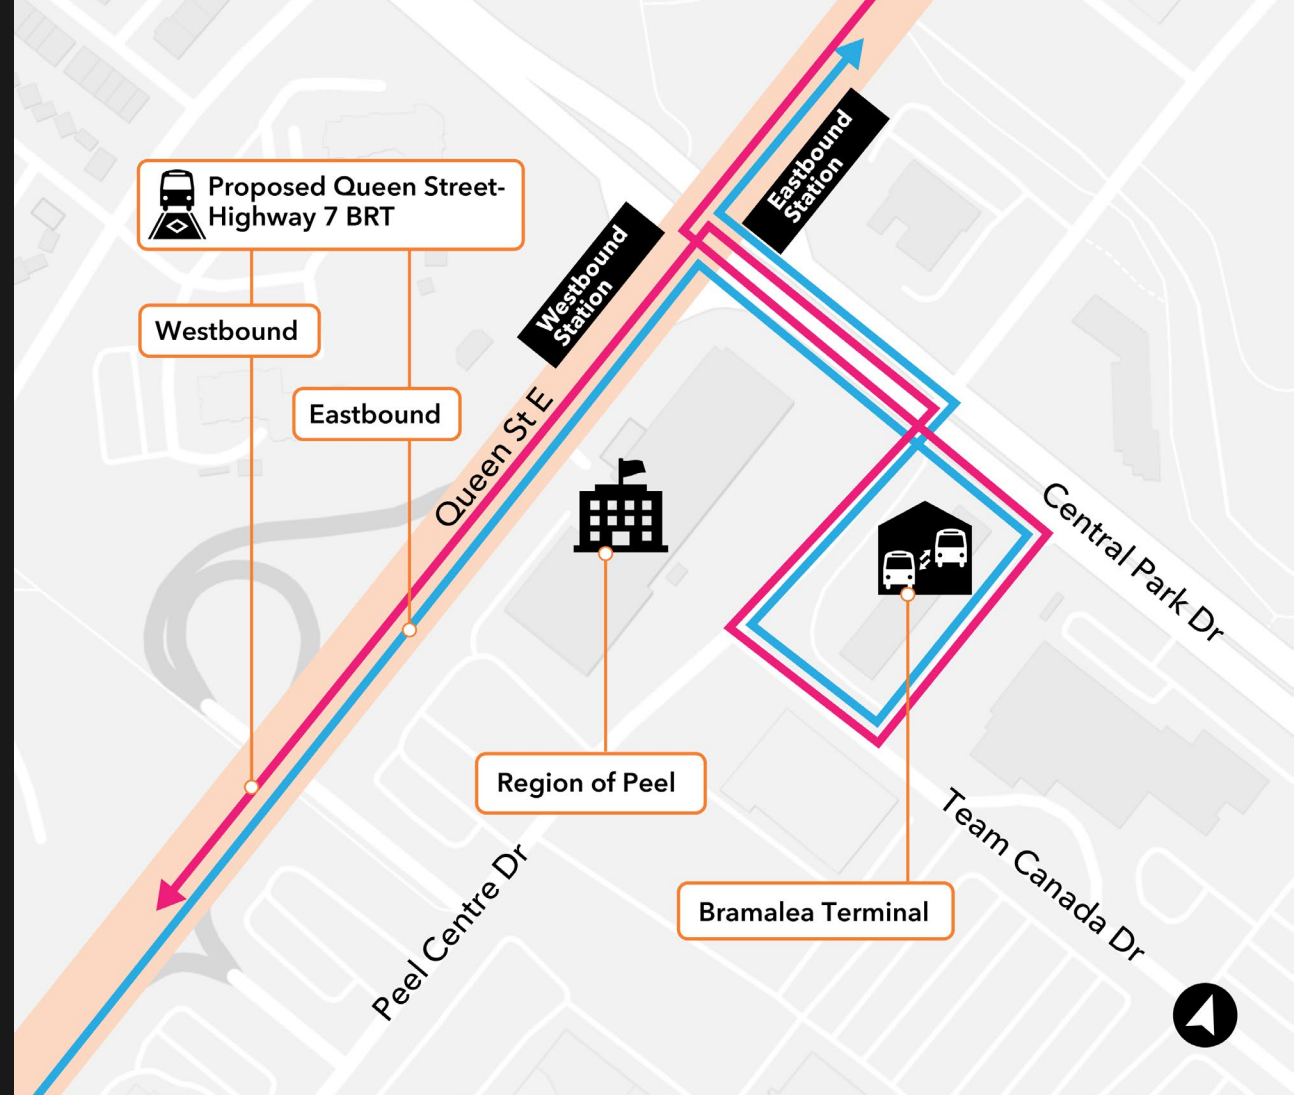 Eastbound
Station
Proposed Queen Street-
Highway 7 BRT
Westbound
Station
Westbound
Eastbound
Queen St E
Central Park Dr
Region of Peel
Team Canada Dr
Peel Centre Dr
Bramalea Terminal